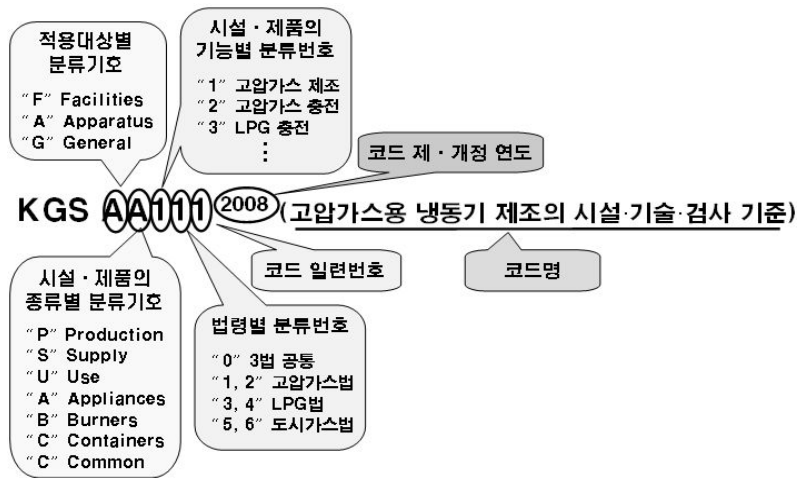 적용대상별
분류기호
“F” Facilities
“A” Apparatus
“G” General
시설·제품의
기능별 분류번호
“1” 고압가스 제조
“2” 고압가스 충전
“3” LPG 충전
⋮
코드 제·개정 연도
KGS AA111 2008 (고압가스용 냉동기 제조의 시설·기술·검사 기준)
시설·제품의
종류별 분류기호
“P” Production
“S” Supply
“U” Use
“A” Appliances
“B” Burners
“C” Containers
“C” Common
법령별 분류번호
“0” 3법 공통
“1, 2” 고압가스법
“3, 4” LPG법
“5, 6” 도시가스법
코드 일련번호
코드명